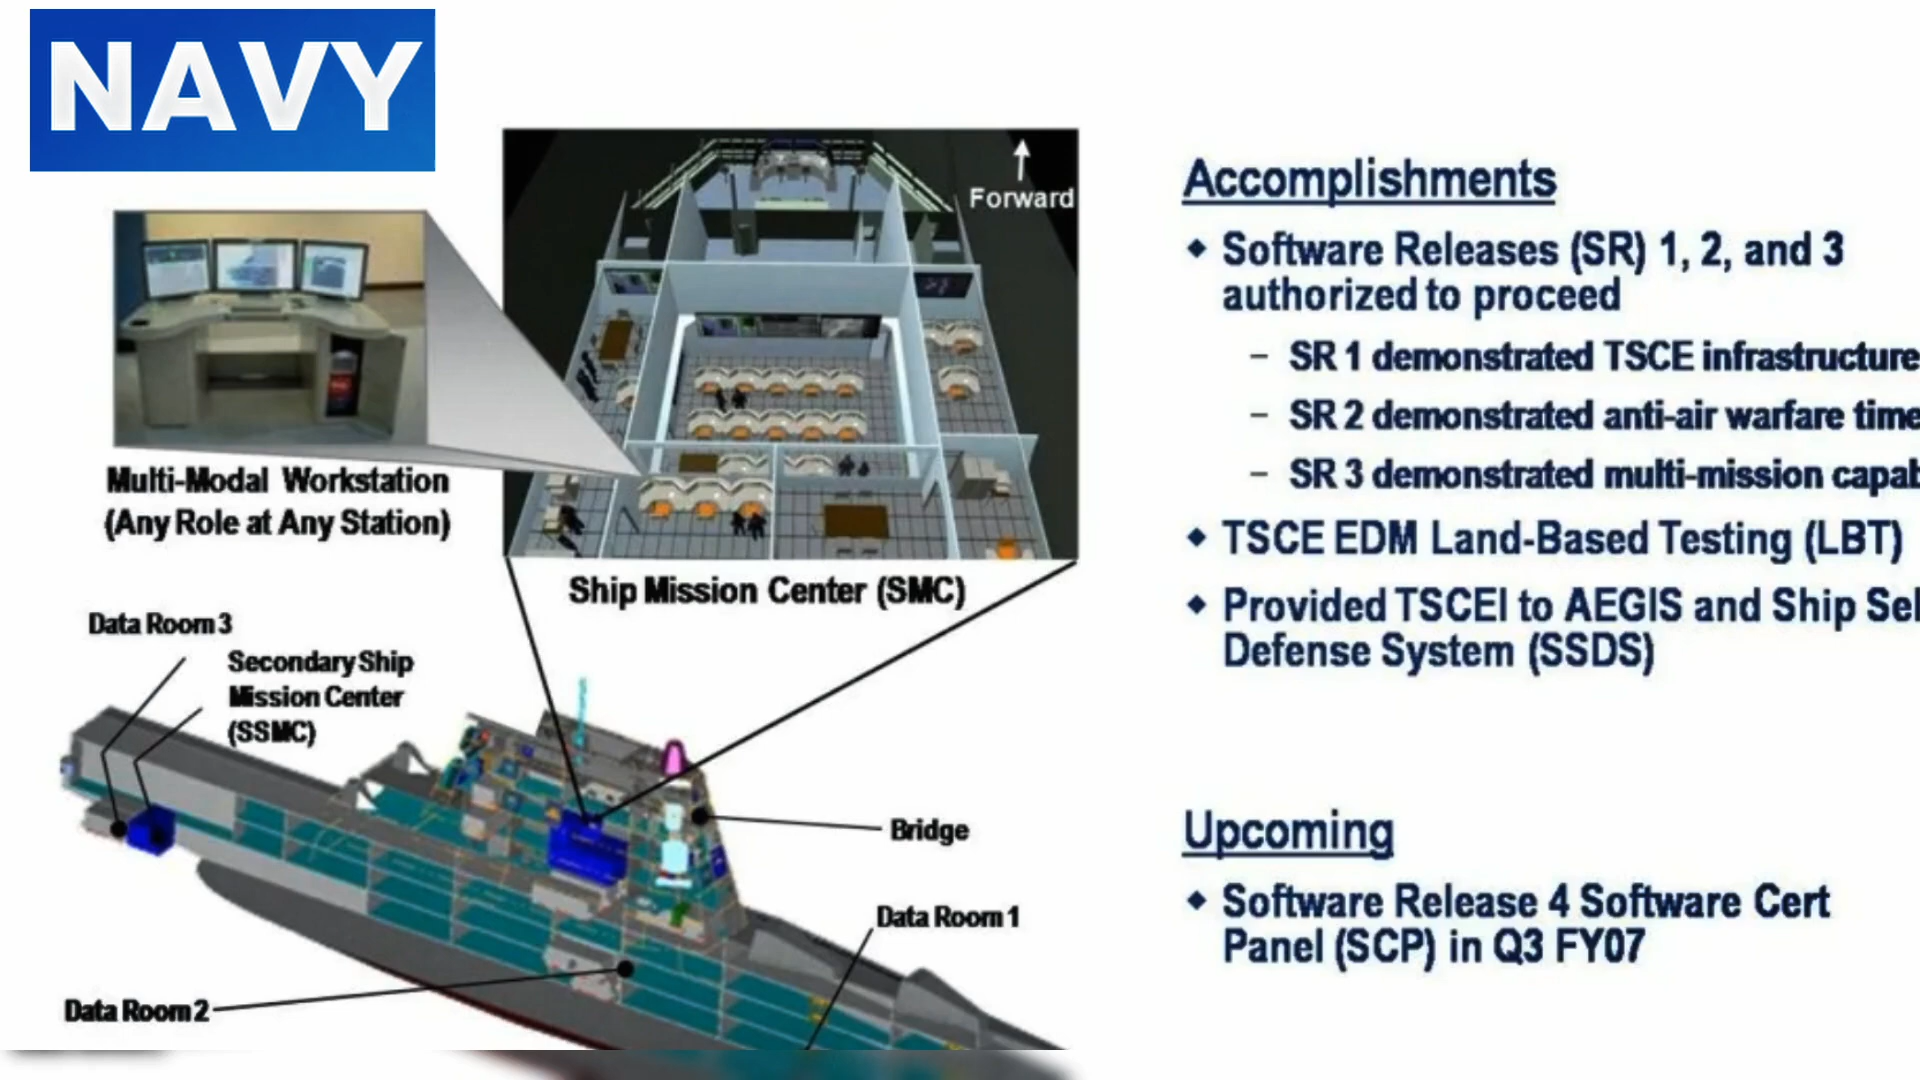 NAVY
Forward
Multi-Modal Workstation
(Any Role at Any Station)
Ship Mission Center (SMC)
Data Room 3
Secondary Ship
Mission Center
(SSMC)
Bridge
Data Room 1
Data Room 2
Accomplishments
◆ Software Releases (SR) 1, 2, and 3
authorized to proceed
– SR 1 demonstrated TSCE infrastructure
– SR 2 demonstrated anti-air warfare time
– SR 3 demonstrated multi-mission capab
◆ TSCE EDM Land-Based Testing (LBT)
◆ Provided TSCEI to AEGIS and Ship Sel
Defense System (SSDS)
Upcoming
◆ Software Release 4 Software Cert
Panel (SCP) in Q3 FY07